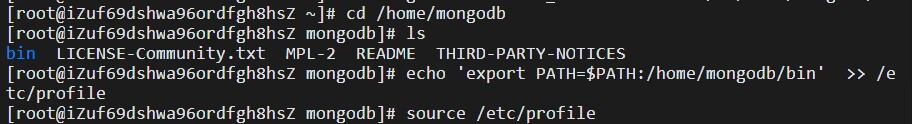 [root@iZuf69dshwa96ordfgh8hsZ ~]# cd /home/mongodb
[root@iZuf69dshwa96ordfgh8hsZ mongodb]# ls
bin  LICENSE-Community.txt  MPL-2  README  THIRD-PARTY-NOTICES
[root@iZuf69dshwa96ordfgh8hsZ mongodb]# echo 'export PATH=$PATH:/home/mongodb/bin'  >> /e
tc/profile
[root@iZuf69dshwa96ordfgh8hsZ mongodb]# source /etc/profile